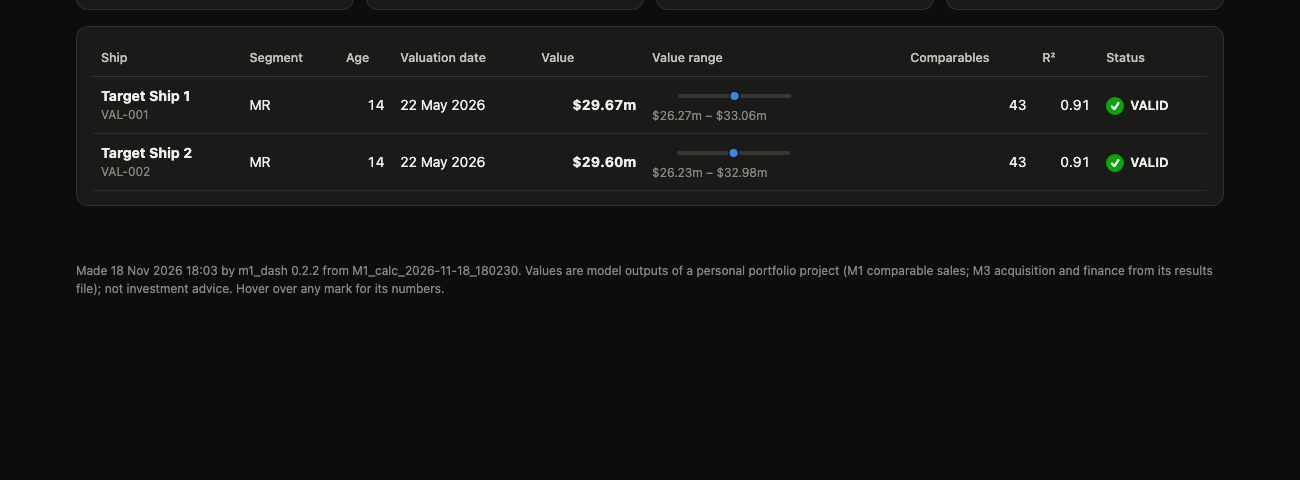 Ship Segment Age Valuation date Value Value range Comparables R² Status
Target Ship 1
VAL-001
MR 14 22 May 2026 $29.67m
$26.27m – $33.06m
43 0.91 VALID
Target Ship 2
VAL-002
MR 14 22 May 2026 $29.60m
$26.23m – $32.98m
43 0.91 VALID
Made 18 Nov 2026 18:03 by m1_dash 0.2.2 from M1_calc_2026-11-18_180230. Values are model outputs of a personal portfolio project (M1 comparable sales; M3 acquisition and finance from its results
file); not investment advice. Hover over any mark for its numbers.